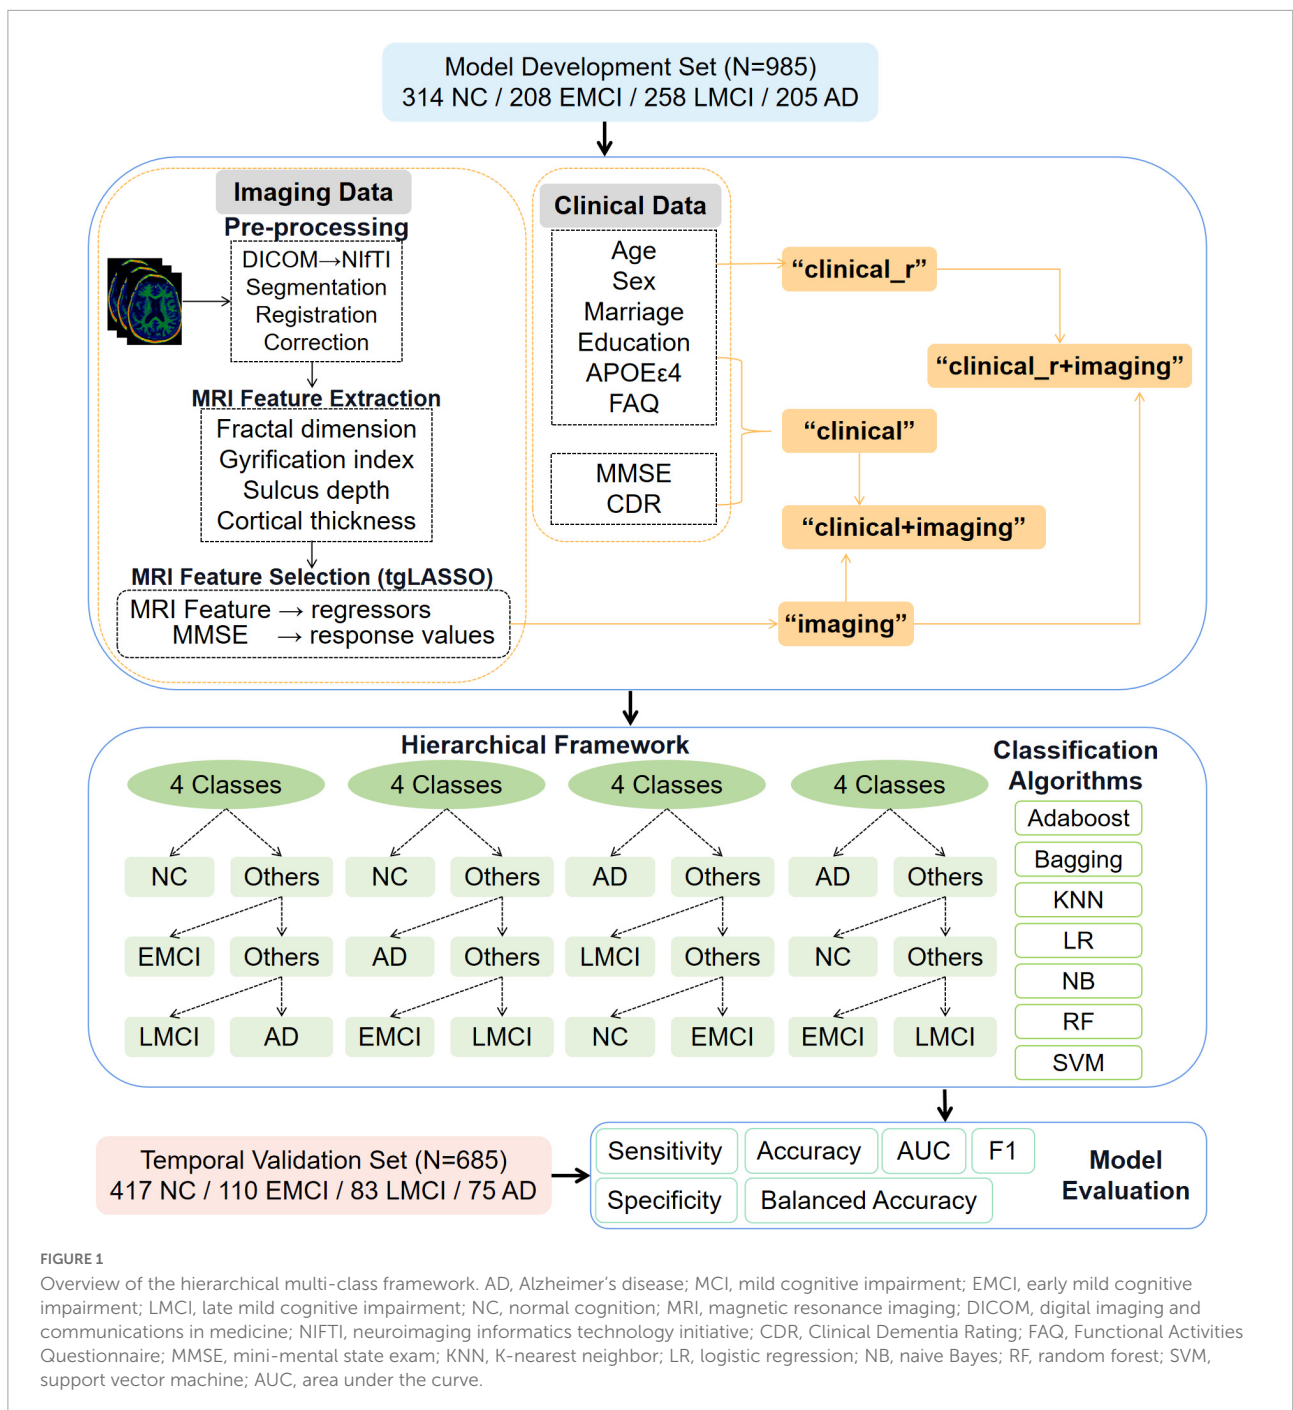 Model Development Set (N=985)
314 NC / 208 EMCI / 258 LMCI / 205 AD
Imaging Data
Pre-processing
DICOM→NIfTI
Segmentation
Registration
Correction
MRI Feature Extraction
Fractal dimension
Gyrification index
Sulcus depth
Cortical thickness
MRI Feature Selection (tgLASSO)
MRI Feature → regressors
MMSE → response values
Clinical Data
Age
Sex
Marriage
Education
APOEε4
FAQ
MMSE
CDR
“clinical_r”
“clinical_r+imaging”
“clinical”
“clinical+imaging”
“imaging”
Hierarchical Framework
4 Classes 4 Classes 4 Classes 4 Classes
NC Others NC Others AD Others AD Others
EMCI Others AD Others LMCI Others NC Others
LMCI AD EMCI LMCI NC EMCI EMCI LMCI
Classification
Algorithms
Adaboost
Bagging
KNN
LR
NB
RF
SVM
Temporal Validation Set (N=685)
417 NC / 110 EMCI / 83 LMCI / 75 AD
Sensitivity Accuracy AUC F1
Specificity Balanced Accuracy
Model
Evaluation
FIGURE 1
Overview of the hierarchical multi-class framework. AD, Alzheimer’s disease; MCI, mild cognitive impairment; EMCI, early mild cognitive
impairment; LMCI, late mild cognitive impairment; NC, normal cognition; MRI, magnetic resonance imaging; DICOM, digital imaging and
communications in medicine; NIFTI, neuroimaging informatics technology initiative; CDR, Clinical Dementia Rating; FAQ, Functional Activities
Questionnaire; MMSE, mini-mental state exam; KNN, K-nearest neighbor; LR, logistic regression; NB, naive Bayes; RF, random forest; SVM,
support vector machine; AUC, area under the curve.